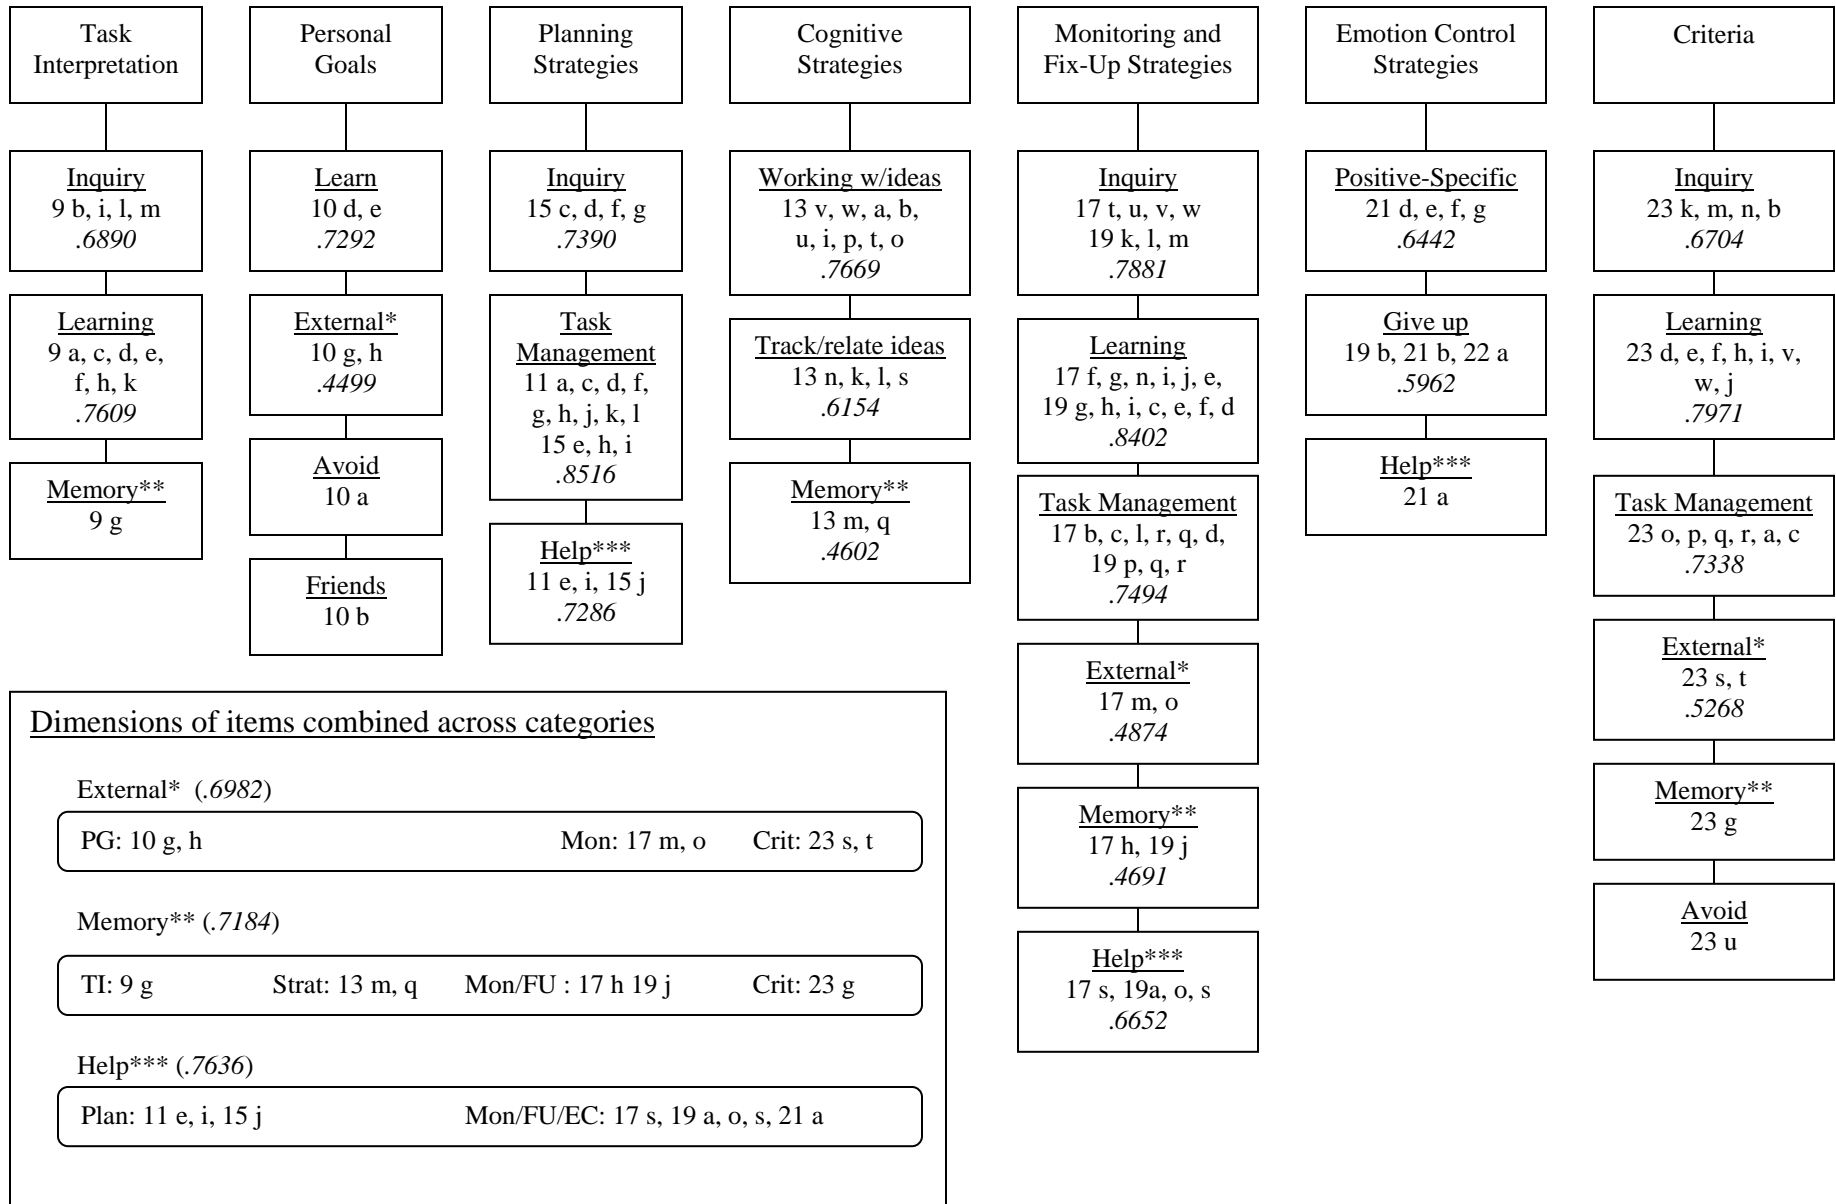 Task
Interpretation
Inquiry
9 b, i, l, m
.6890
Learning
9 a, c, d, e,
f, h, k
.7609
Memory**
9 g
Personal
Goals
Learn
10 d, e
.7292
External*
10 g, h
.4499
Avoid
10 a
Friends
10 b
Planning
Strategies
Inquiry
15 c, d, f, g
.7390
Task
Management
11 a, c, d, f,
g, h, j, k, l
15 e, h, i
.8516
Help***
11 e, i, 15 j
.7286
Cognitive
Strategies
Working w/ideas
13 v, w, a, b,
u, i, p, t, o
.7669
Track/relate ideas
13 n, k, l, s
.6154
Memory**
13 m, q
.4602
Monitoring and
Fix-Up Strategies
Inquiry
17 t, u, v, w
19 k, l, m
.7881
Learning
17 f, g, n, i, j, e,
19 g, h, i, c, e, f, d
.8402
Task Management
17 b, c, l, r, q, d,
19 p, q, r
.7494
External*
17 m, o
.4874
Memory**
17 h, 19 j
.4691
Help***
17 s, 19a, o, s
.6652
Emotion Control
Strategies
Positive-Specific
21 d, e, f, g
.6442
Give up
19 b, 21 b, 22 a
.5962
Help***
21 a
Criteria
Inquiry
23 k, m, n, b
.6704
Learning
23 d, e, f, h, i, v,
w, j
.7971
Task Management
23 o, p, q, r, a, c
.7338
External*
23 s, t
.5268
Memory**
23 g
Avoid
23 u
Dimensions of items combined across categories
External* (.6982)
PG: 10 g, h Mon: 17 m, o Crit: 23 s, t
Memory** (.7184)
TI: 9 g Strat: 13 m, q Mon/FU : 17 h 19 j Crit: 23 g
Help*** (.7636)
Plan: 11 e, i, 15 j Mon/FU/EC: 17 s, 19 a, o, s, 21 a